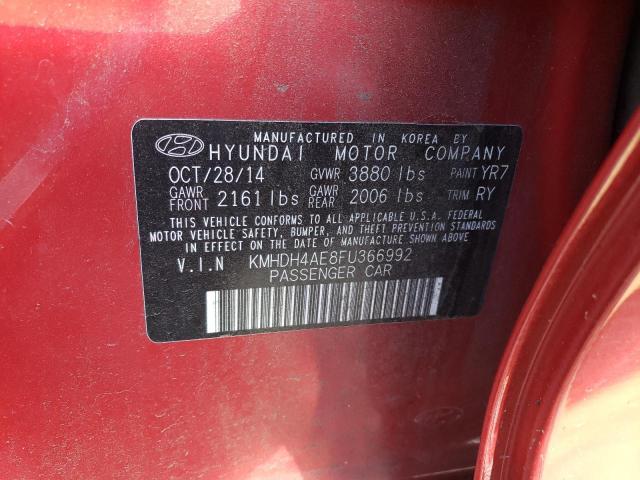 MANUFACTURED IN KOREA BY
HYUNDAI MOTOR COMPANY
OCT/28/14 GVWR 3880 lbs PAINT YR7
GAWR FRONT 2161 lbs GAWR REAR 2006 lbs TRIM RY
THIS VEHICLE CONFORMS TO ALL APPLICABLE U.S.A. FEDERAL
MOTOR VEHICLE SAFETY, BUMPER, AND THEFT PREVENTION
STANDARDS IN EFFECT ON THE DATE OF MANUFACTURE SHOWN ABOVE.
V.I.N KMHDH4AE8FU366992
PASSENGER CAR